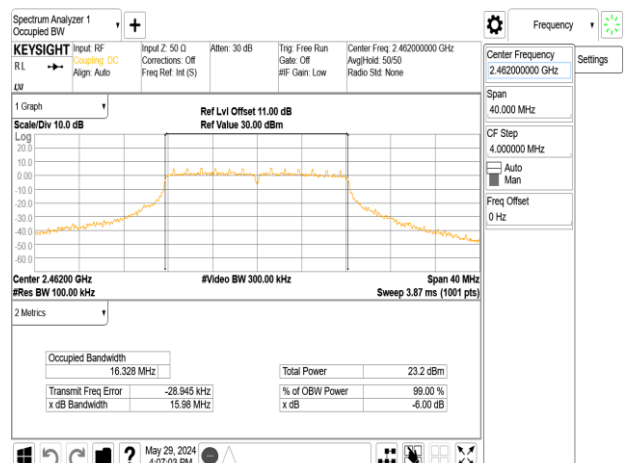 Spectrum Analyzer 1
Occupied BW
+
Frequency
KEYSIGHT Input: RF Input Z: 50 Ω Atten: 30 dB Trig: Free Run Center Freq: 2.462000000 GHz
RL Coupling: DC Corrections: Off Gate: Off Avg|Hold: 50/50
Align: Auto Freq Ref: Int (S) #IF Gain: Low Radio Std: None
Center Frequency
2.462000000 GHz
Settings
Span
40.000 MHz
CF Step
4.000000 MHz
Auto
Man
Freq Offset
0 Hz
1 Graph
Ref Lvl Offset 11.00 dB
Scale/Div 10.0 dB Ref Value 30.00 dBm
Log
20.0
10.0
0.00
-10.0
-20.0
-30.0
-40.0
-50.0
-60.0
Center 2.46200 GHz #Video BW 300.00 kHz Span 40 MHz
#Res BW 100.00 kHz Sweep 3.87 ms (1001 pts)
2 Metrics
Occupied Bandwidth
16.328 MHz Total Power 23.2 dBm
Transmit Freq Error -28.945 kHz % of OBW Power 99.00 %
x dB Bandwidth 15.98 MHz x dB -6.00 dB
? May 29, 2024
4:07:03 PM